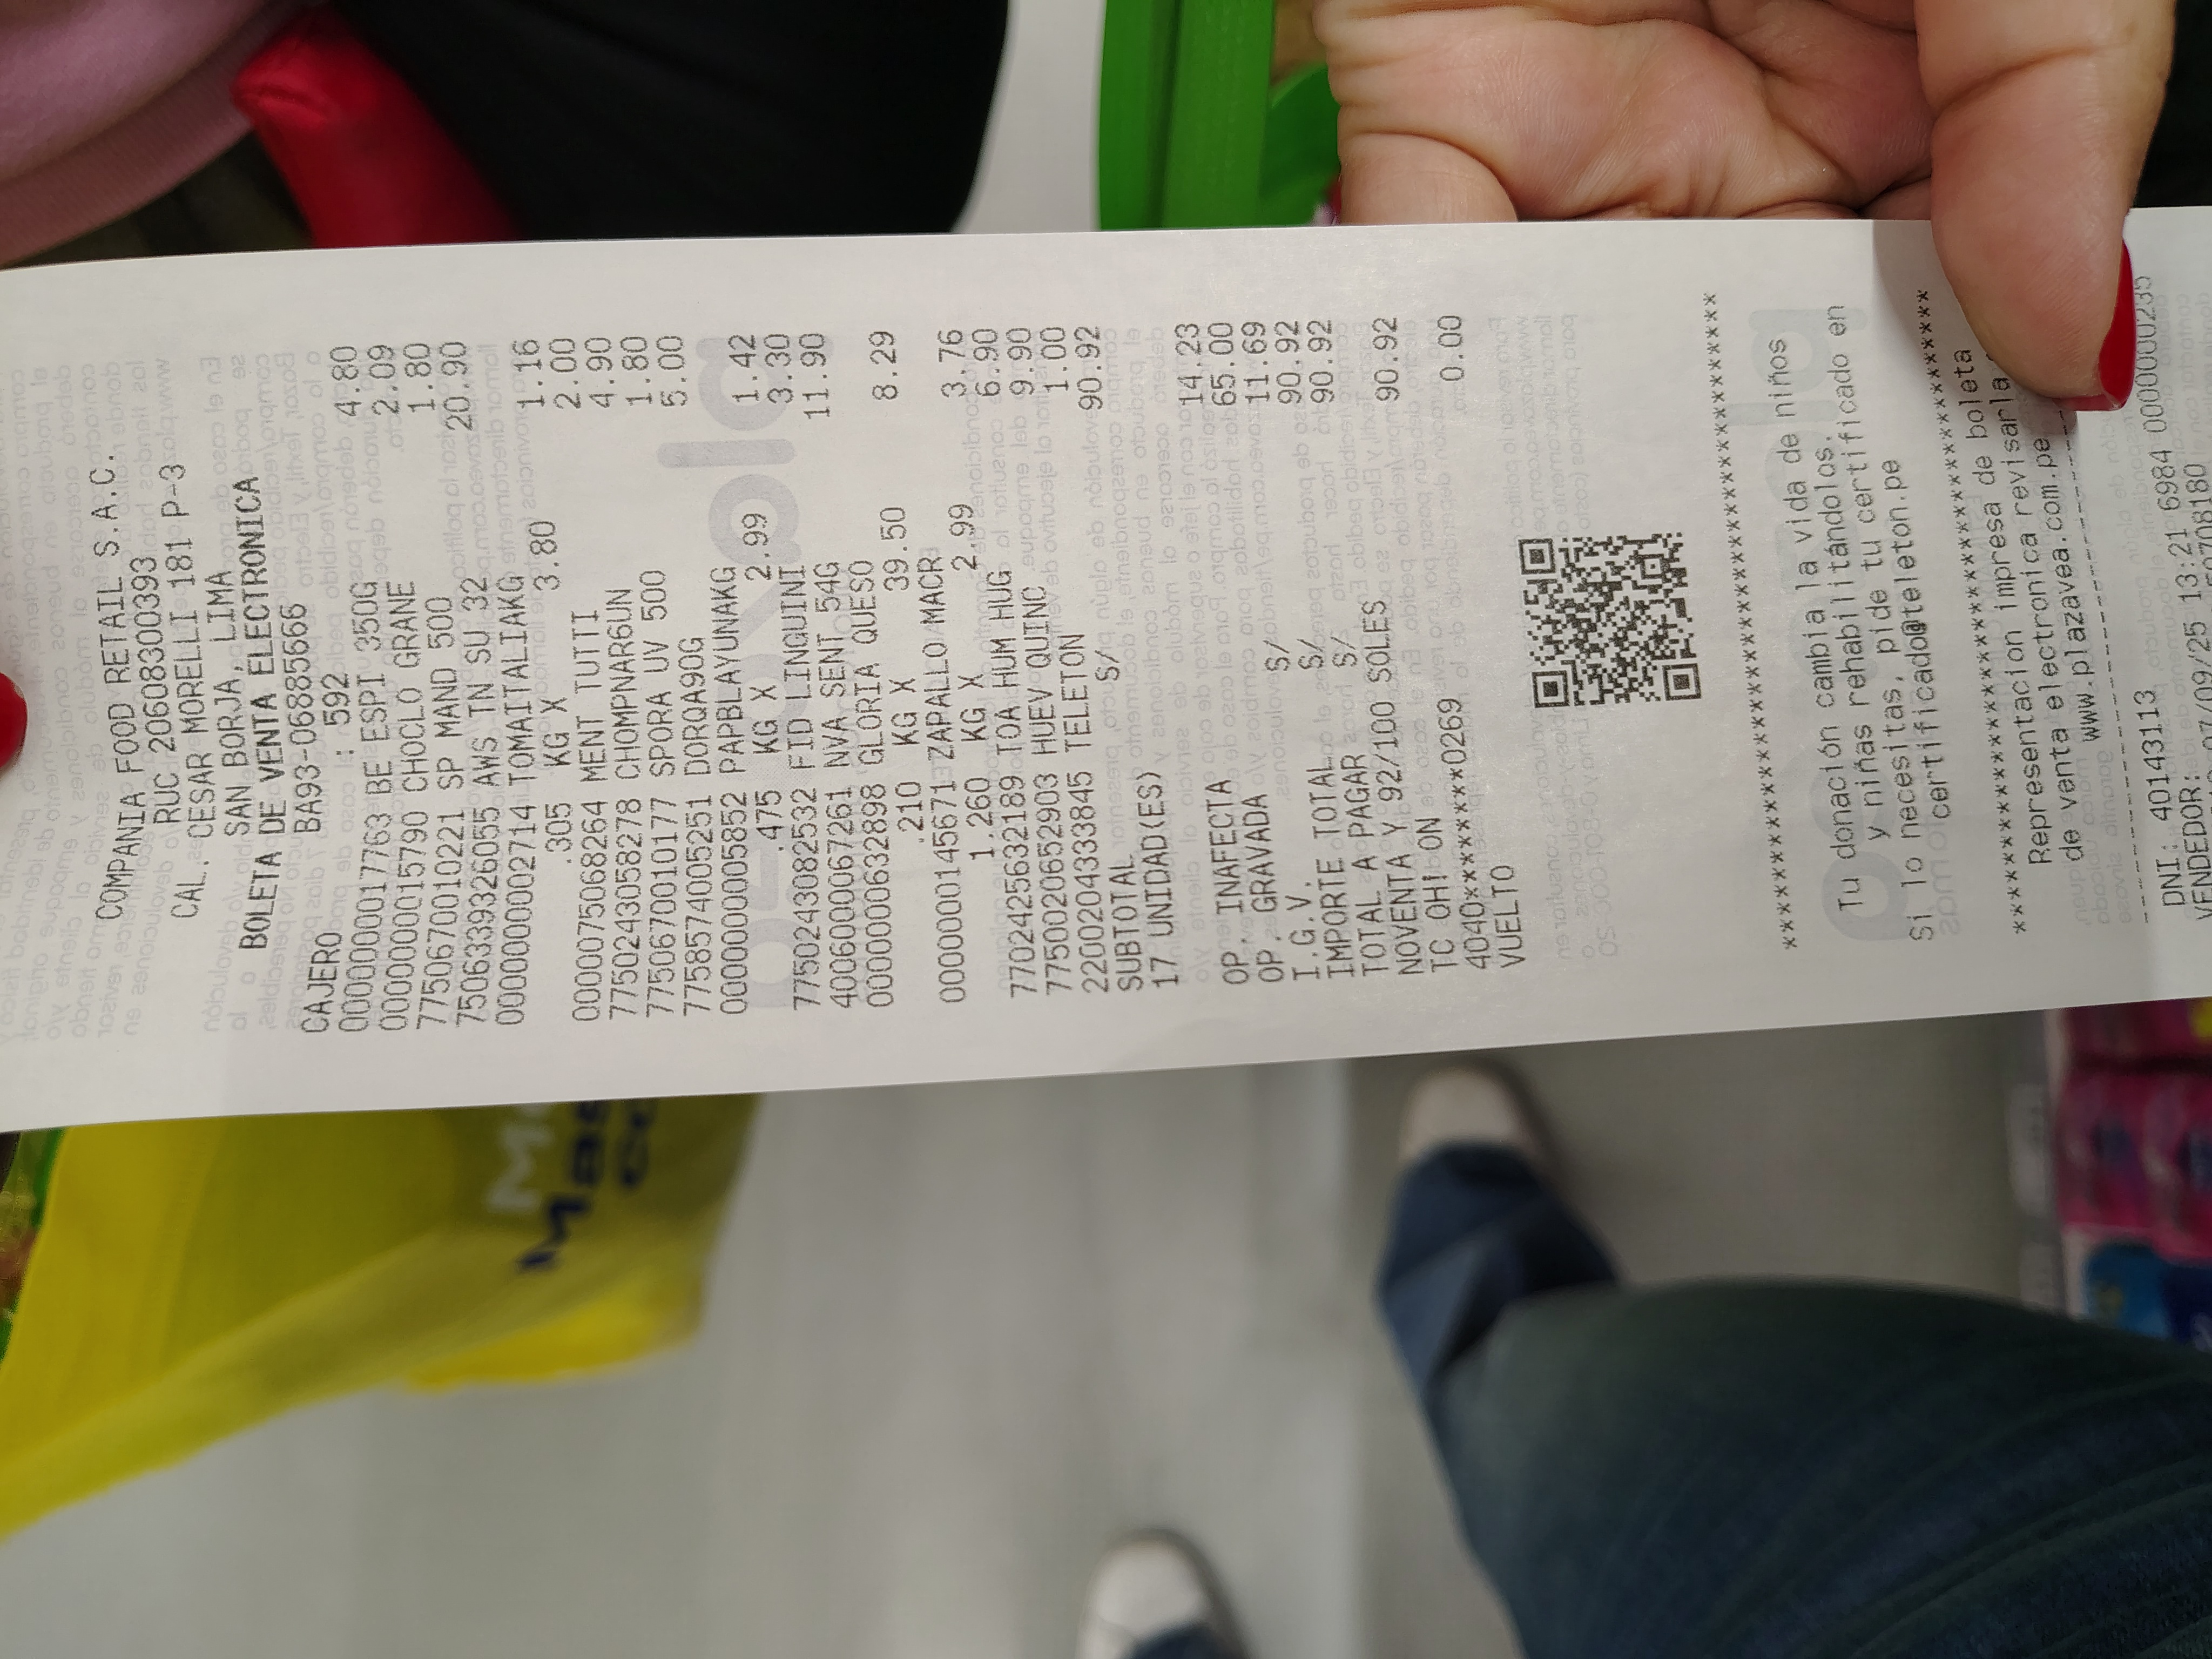 COMPANIA FOOD RETAIL S.A.C.
RUC 20608300393
CAL. CESAR MORELLI 181 P-3
SAN BORJA, LIMA
BOLETA DE VENTA ELECTRONICA
BA93-06885666
CAJERO : 592
0000000017763 BE ESPI 350G 4.80
0000000015790 CHOCLO GRANE 2.09
7750670010221 SP MAND 500 1.80
7506339326055 AWS TN SU 32 20.90
0000000002714 TOMAITALIAKG
.305 KG X 3.80 1.16
0000075068264 MENT TUTTI 2.00
7750243058278 CHOMPNAR6UN 4.90
7750670010177 SPORA UV 500 1.80
7758574005251 DORQA90G 5.00
0000000005852 PAPBLAYUNAKG
.475 KG X 2.99 1.42
7750243082532 FID LINGUINI 3.30
4006000067261 NVA SENT 54G 11.90
0000000632898 GLORIA QUESO
.210 KG X 39.50 8.29
0000000145671 ZAPALLO MACR
1.260 KG X 2.99 3.76
7702425632189 TOA HUM HUG 6.90
7750020652903 HUEV QUINC 9.90
2200204333845 TELETON 1.00
SUBTOTAL S/ 90.92
17 UNIDAD(ES)
OP. INAFECTA 14.23
OP. GRAVADA 65.00
I.G.V. S/ 11.69
IMPORTE TOTAL S/ 90.92
TOTAL A PAGAR S/ 90.92
NOVENTA Y 92/100 SOLES
TC OH! ON 90.92
4040********0269
VUELTO 0.00
**************************************
Tu donación cambia la vida de niños
y niñas rehabilitándolos.
Si lo necesitas, pide tu certificado en
certificado@teleton.pe
**************************************
Representacion impresa de boleta
de venta electronica revisarla
www.plazavea.com.pe
DNI: 40143113
VENDEDOR:
07/09/25 13:21 6984 0000000235